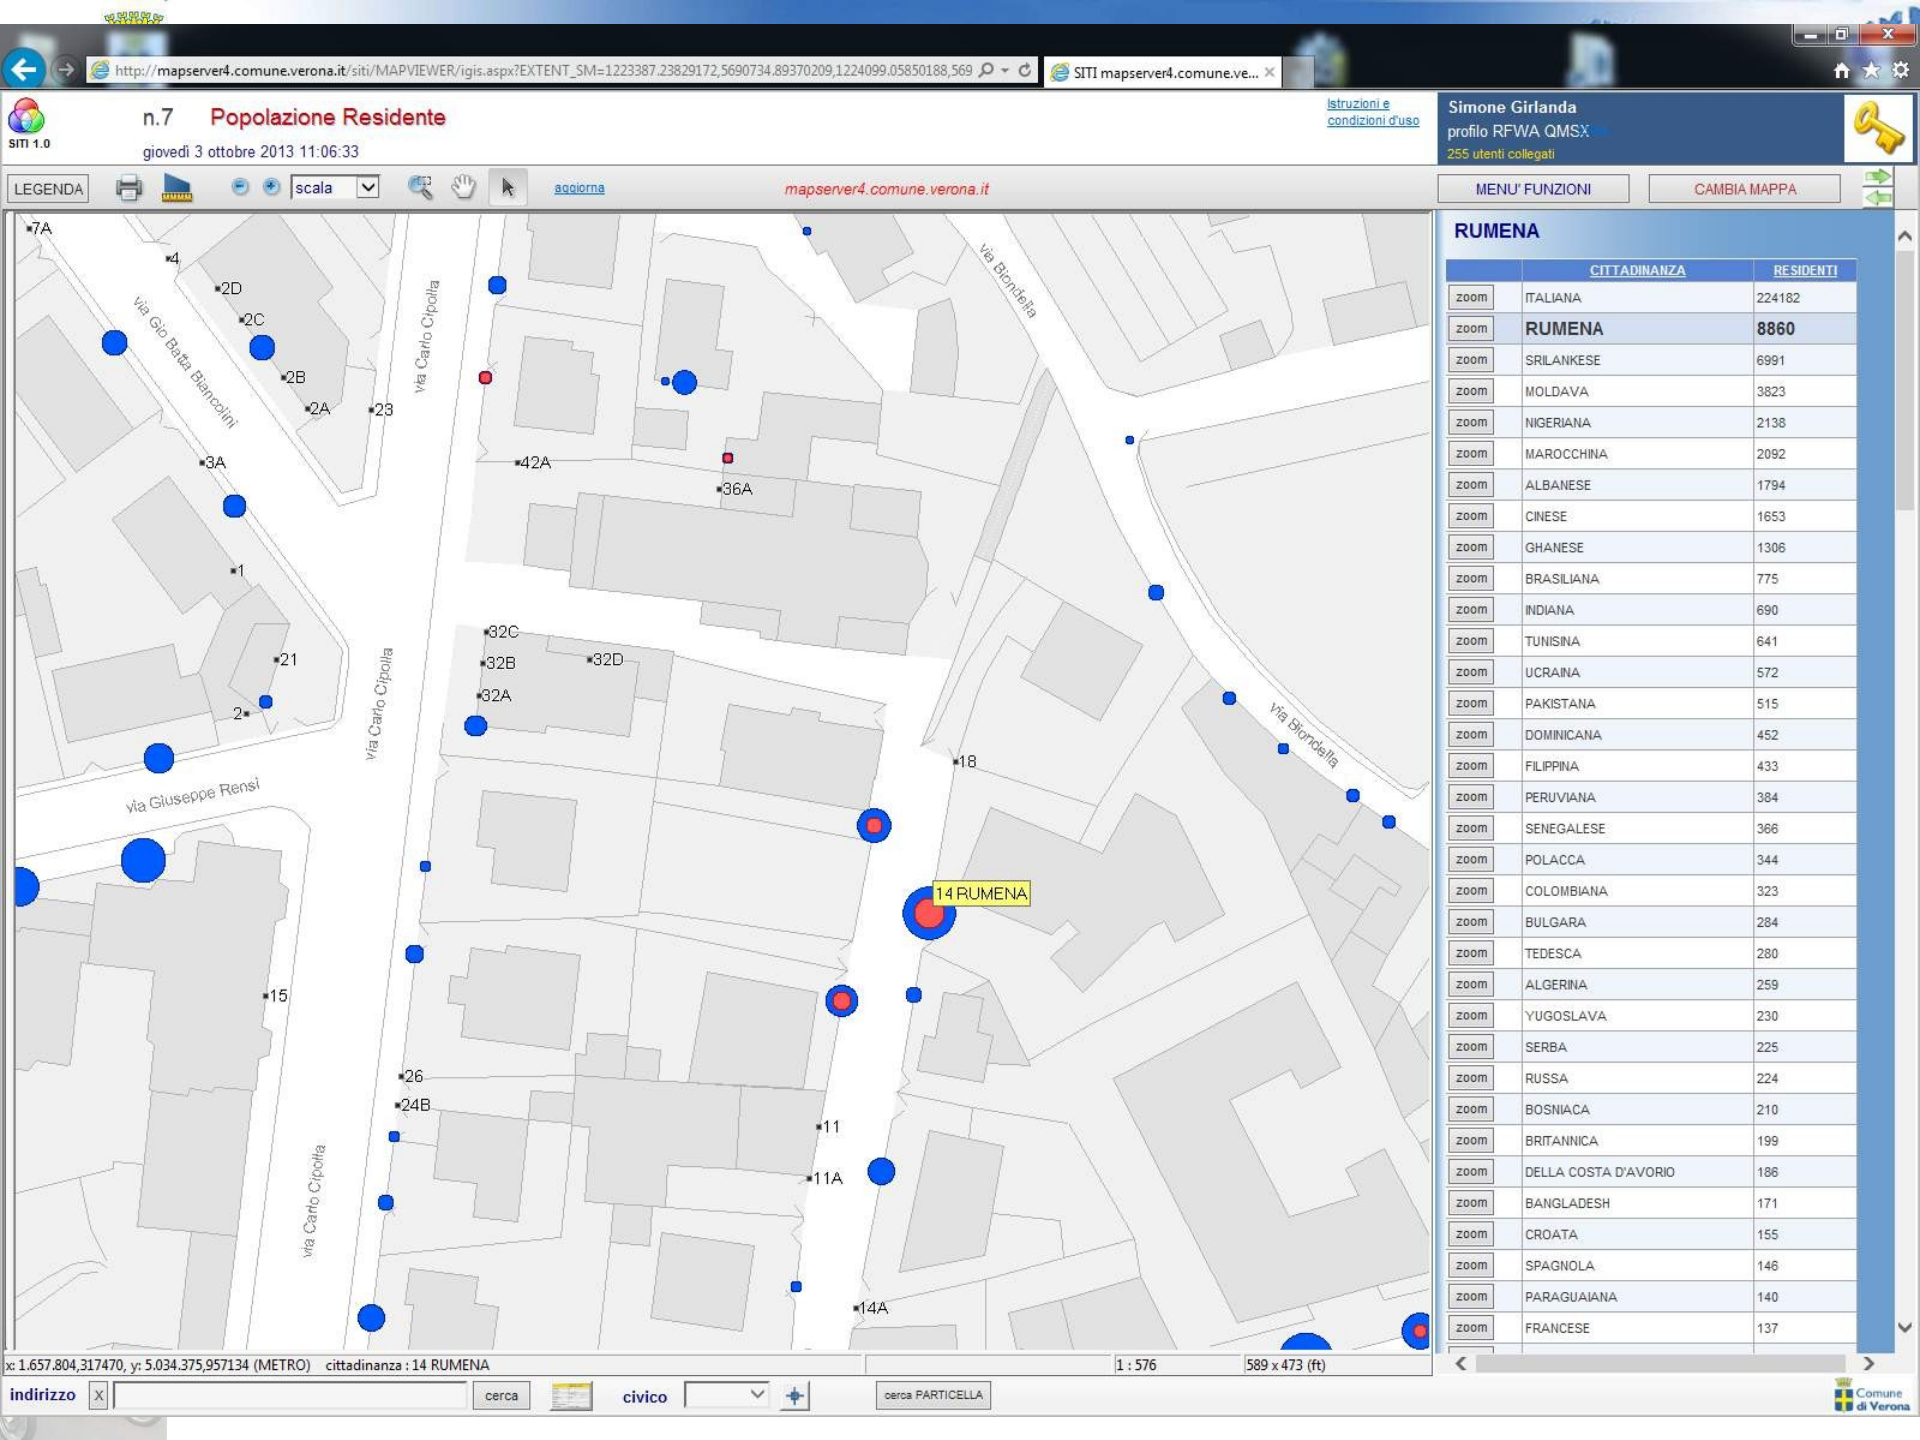 http://mapserver4.comune.verona.it/siti/MAPVIEWER/igis.aspx?EXTENT_SM=1223387.23829172,5690734.89370209,1224099.05850188,569
SITI mapserver4.comune.ve...
SITI 1.0
n.7 Popolazione Residente
giovedì 3 ottobre 2013 11:06:33
Istruzioni e
condizioni d'uso
Simone Girlanda
profilo RFWA QMSX
255 utenti collegati
LEGENDA
scala
aggiorna
mapserver4.comune.verona.it
MENU' FUNZIONI
CAMBIA MAPPA
7A
4
2D
2C
2B
2A
23
3A
1
21
2
via Gio Batta Biancolini
via Carlo Cipolla
via Biondella
42A
36A
32C
32B
32D
32A
via Carlo Cipolla
via Giuseppe Rensi
via Biondella
18
14 RUMENA
15
26
24B
11
11A
via Carlo Cipolla
14A
RUMENA
CITTADINANZA RESIDENTI
zoom ITALIANA 224182
zoom RUMENA 8860
zoom SRILANKESE 6991
zoom MOLDAVA 3823
zoom NIGERIANA 2138
zoom MAROCCHINA 2092
zoom ALBANESE 1794
zoom CINESE 1653
zoom GHANESE 1306
zoom BRASILIANA 775
zoom INDIANA 690
zoom TUNISINA 641
zoom UCRAINA 572
zoom PAKISTANA 515
zoom DOMINICANA 452
zoom FILIPPINA 433
zoom PERUVIANA 384
zoom SENEGALESE 366
zoom POLACCA 344
zoom COLOMBIANA 323
zoom BULGARA 284
zoom TEDESCA 280
zoom ALGERINA 259
zoom YUGOSLAVA 230
zoom SERBA 225
zoom RUSSA 224
zoom BOSNIACA 210
zoom BRITANNICA 199
zoom DELLA COSTA D'AVORIO 186
zoom BANGLADESH 171
zoom CROATA 155
zoom SPAGNOLA 146
zoom PARAGUAIANA 140
zoom FRANCESE 137
x: 1.657.804,317470, y: 5.034.375,957134 (METRO) cittadinanza : 14 RUMENA
1 : 576
589 x 473 (ft)
indirizzo X cerca civico cerca PARTICELLA
Comune
di Verona